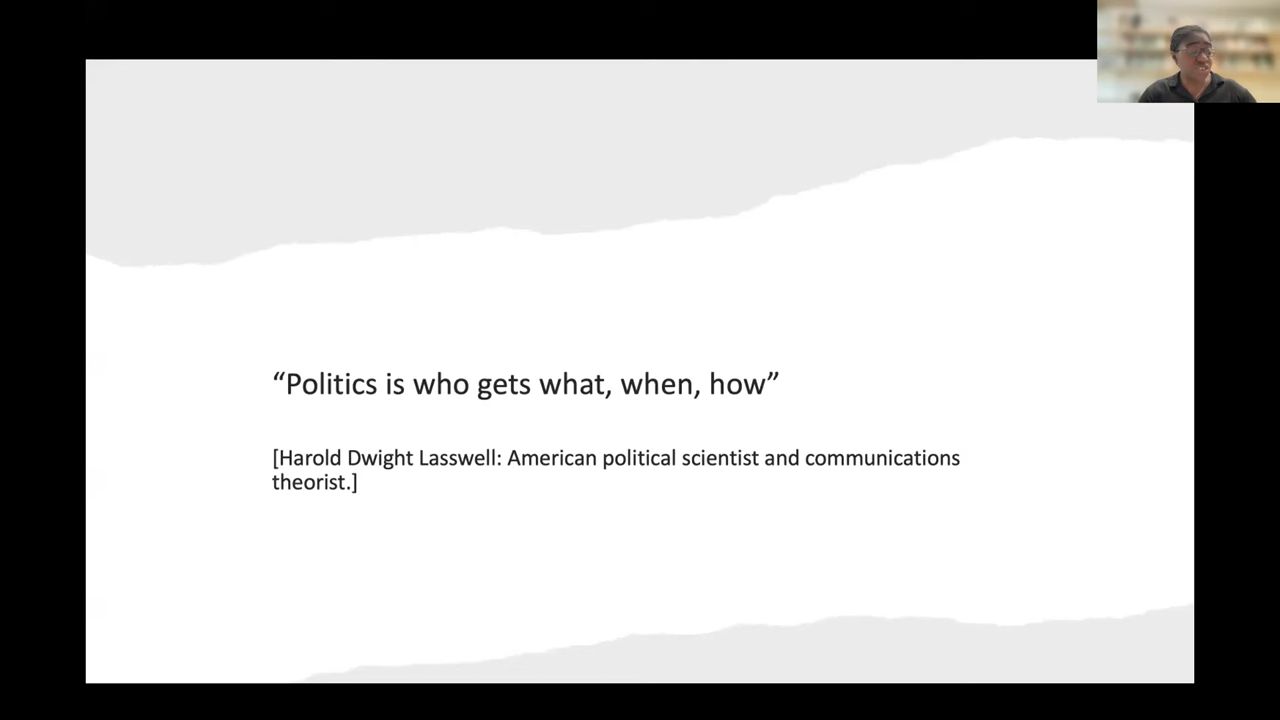 “Politics is who gets what, when, how”
[Harold Dwight Lasswell: American political scientist and communications
theorist.]